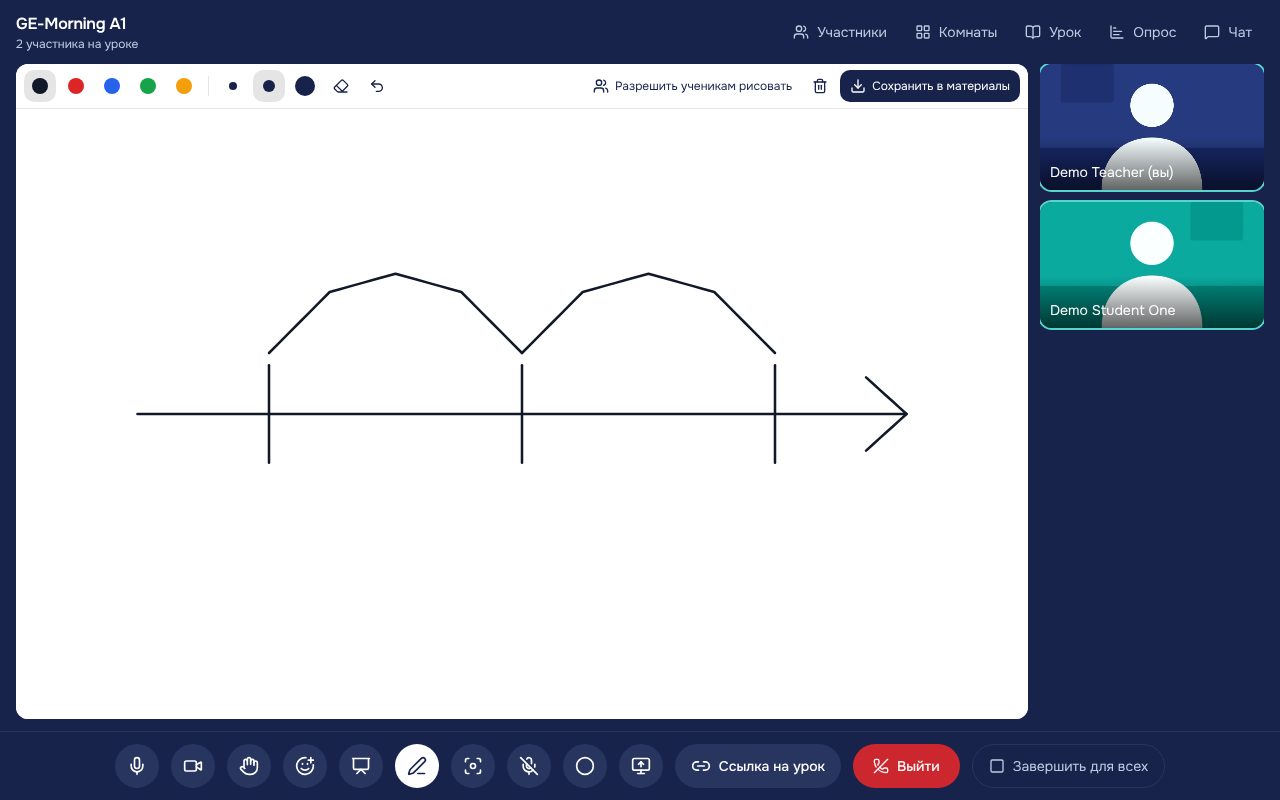 GE-Morning A1
2 участника на уроке
Участники
Комнаты
Урок
Опрос
Чат
Разрешить ученикам рисовать
Сохранить в материалы
Demo Teacher (вы)
Demo Student One
Ссылка на урок
Выйти
Завершить для всех